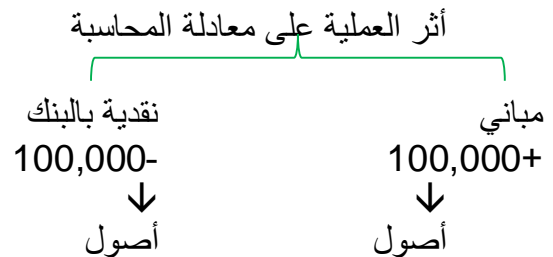 أثر العملية على معادلة المحاسبة
مباني نقدية بالبنك
100,000+ 100,000-
↓ ↓
أصول أصول